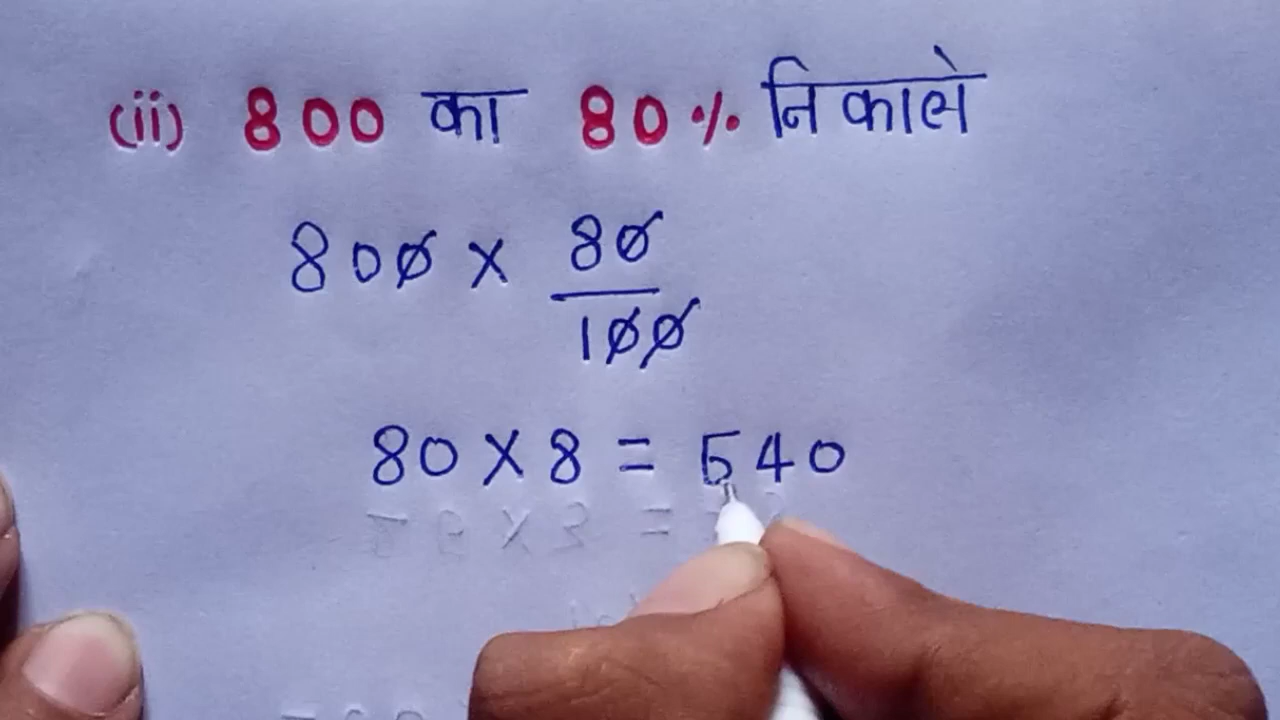 (ii) 800 का 80% निकाले
800 × 80/100
80 × 8 = 540